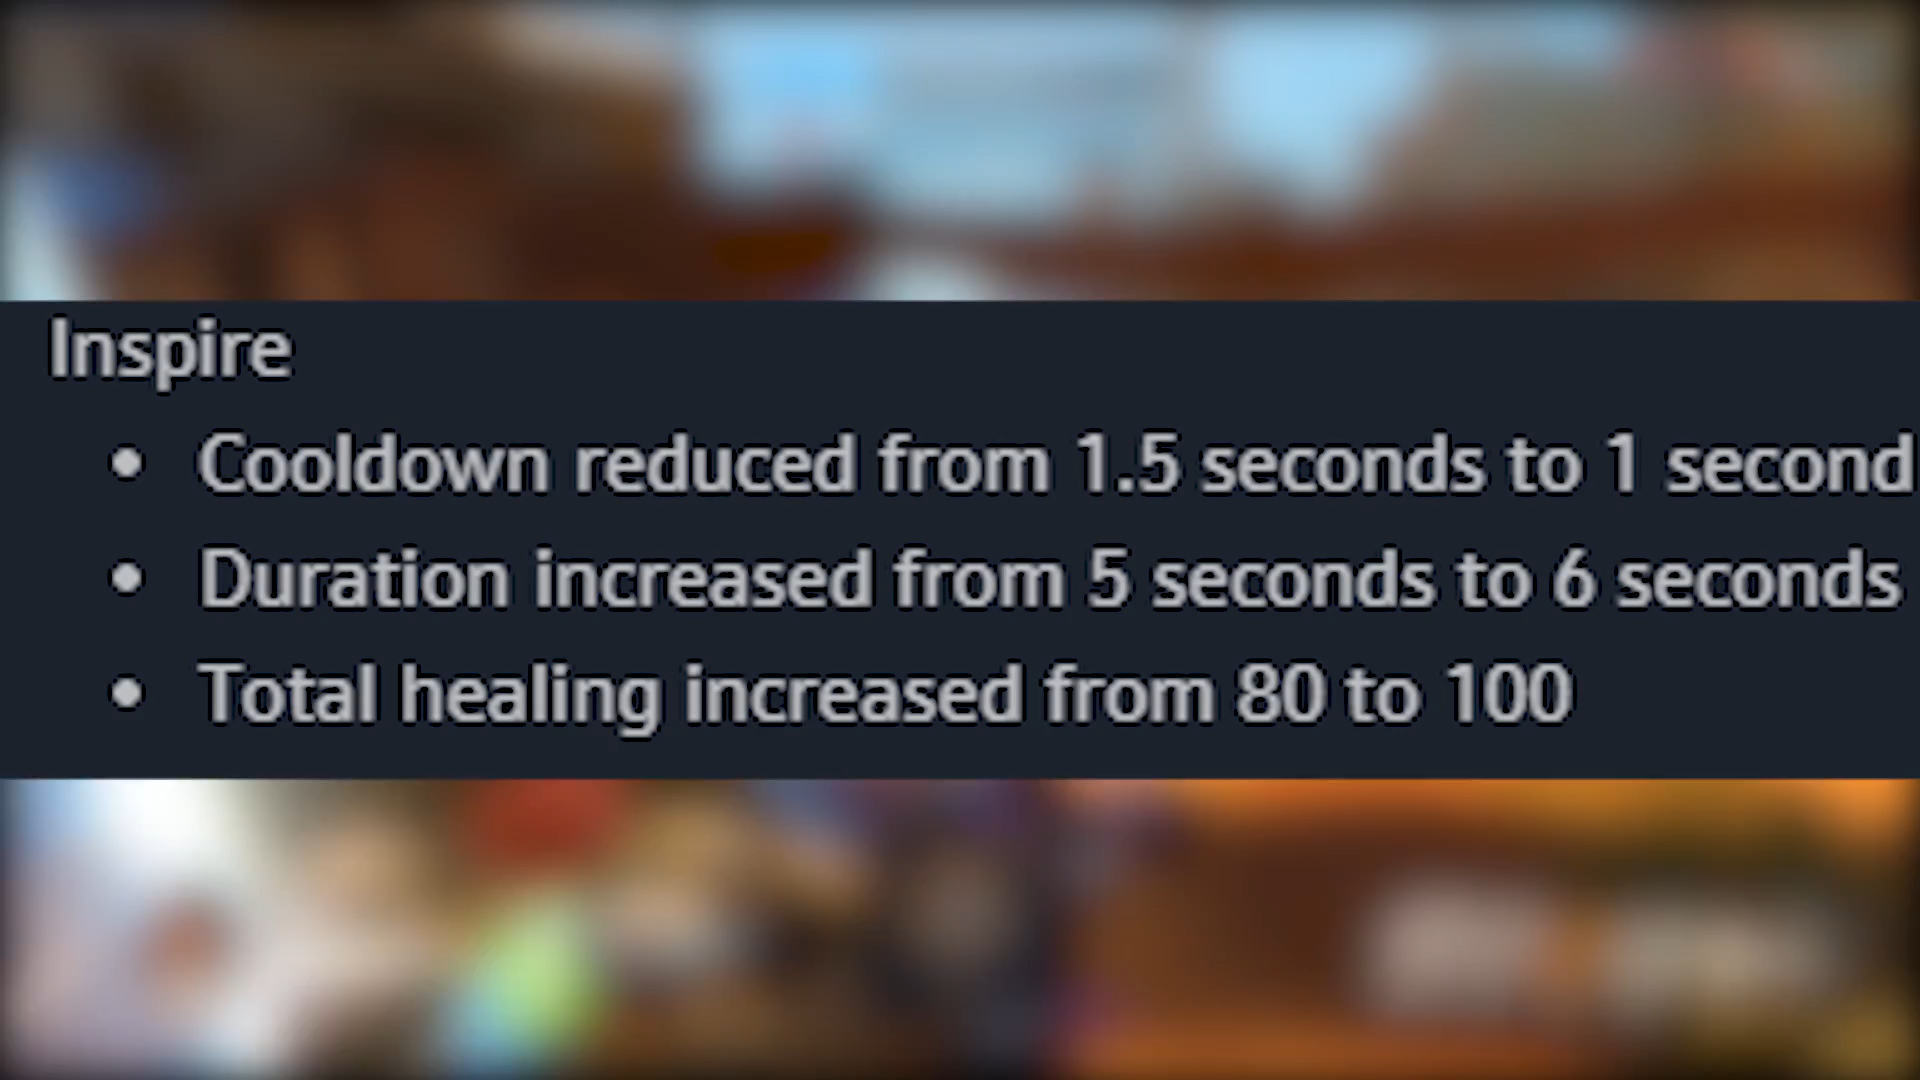 Inspire
• Cooldown reduced from 1.5 seconds to 1 second
• Duration increased from 5 seconds to 6 seconds
• Total healing increased from 80 to 100